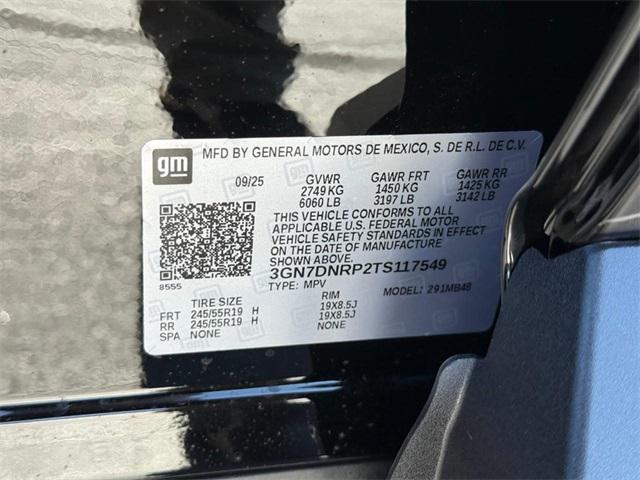 gm MFD BY GENERAL MOTORS DE MEXICO, S. DE R.L. DE C.V.
09/25 GVWR GAWR FRT GAWR RR
2749 KG 1450 KG 1425 KG
6060 LB 3197 LB 3142 LB
THIS VEHICLE CONFORMS TO ALL
APPLICABLE U.S. FEDERAL MOTOR
VEHICLE SAFETY STANDARDS IN EFFECT
ON THE DATE OF MANUFACTURE
SHOWN ABOVE.
3GN7DNRP2TS117549
8555 TYPE: MPV MODEL: 291MB48
TIRE SIZE RIM
FRT 245/55R19 H 19X8.5J
RR 245/55R19 H 19X8.5J
SPA NONE NONE